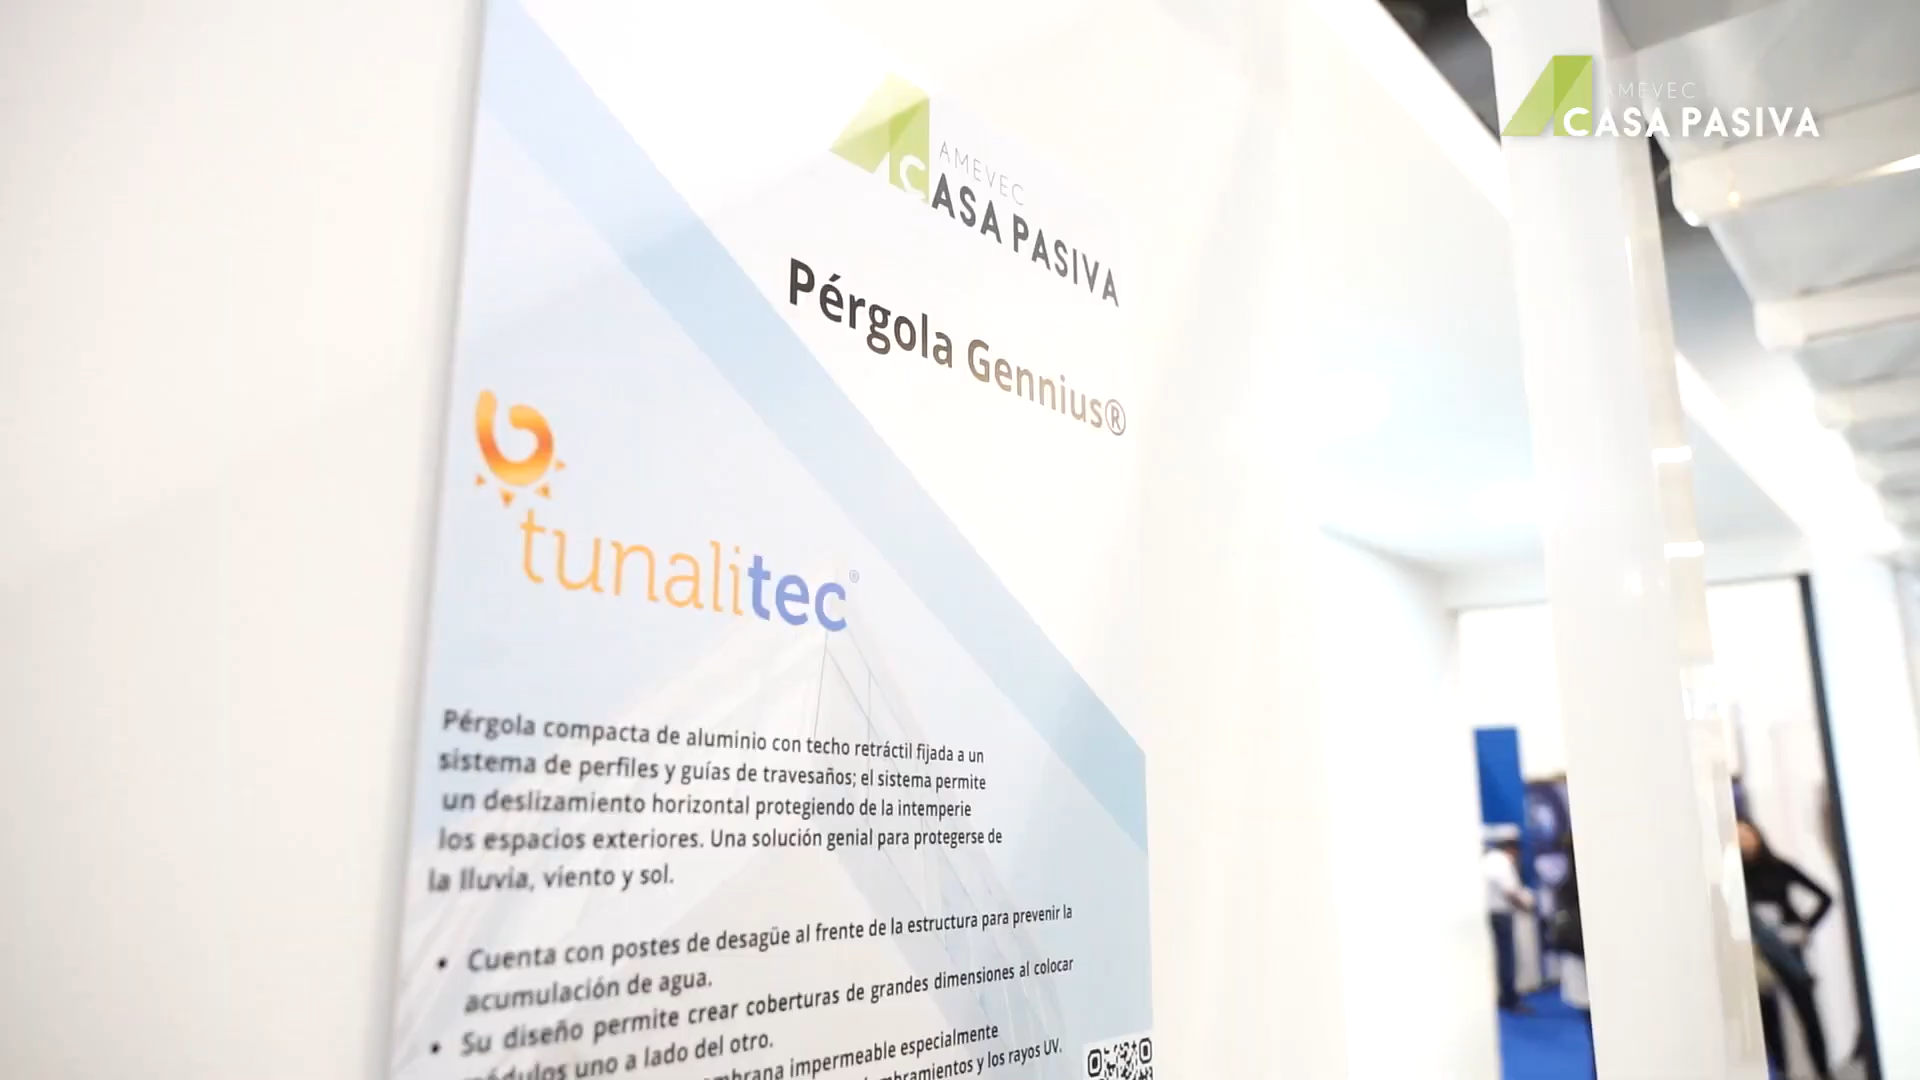 AMEVEC
CASA PASIVA
AMEVEC
CASA PASIVA
Pérgola Gennius®
tunalitec®
Pérgola compacta de aluminio con techo retráctil fijada a un
sistema de perfiles y guías de travesaños; el sistema permite
un deslizamiento horizontal protegiendo de la intemperie
los espacios exteriores. Una solución genial para protegerse de
la lluvia, viento y sol.
• Cuenta con postes de desagüe al frente de la estructura para prevenir la
acumulación de agua.
• Su diseño permite crear coberturas de grandes dimensiones al colocar
módulos uno a lado del otro.
impermeable especialmente
y los rayos UV.